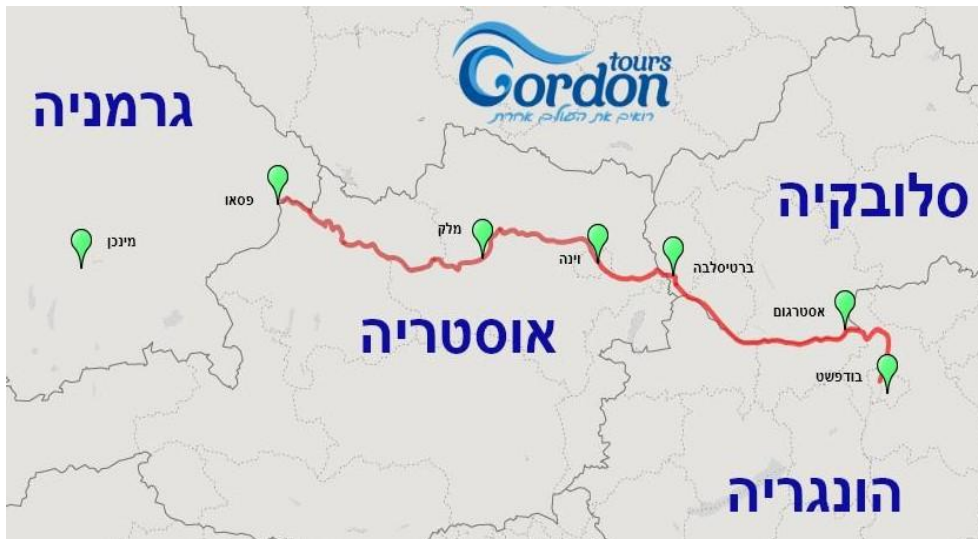 tours
Gordon
רואים את העולם אחרת
גרמניה
סלובקיה
פסאו
מלק
מינכן
וינה
ברטיסלבה
אסטרגום
אוסטריה
בודפשט
הונגריה